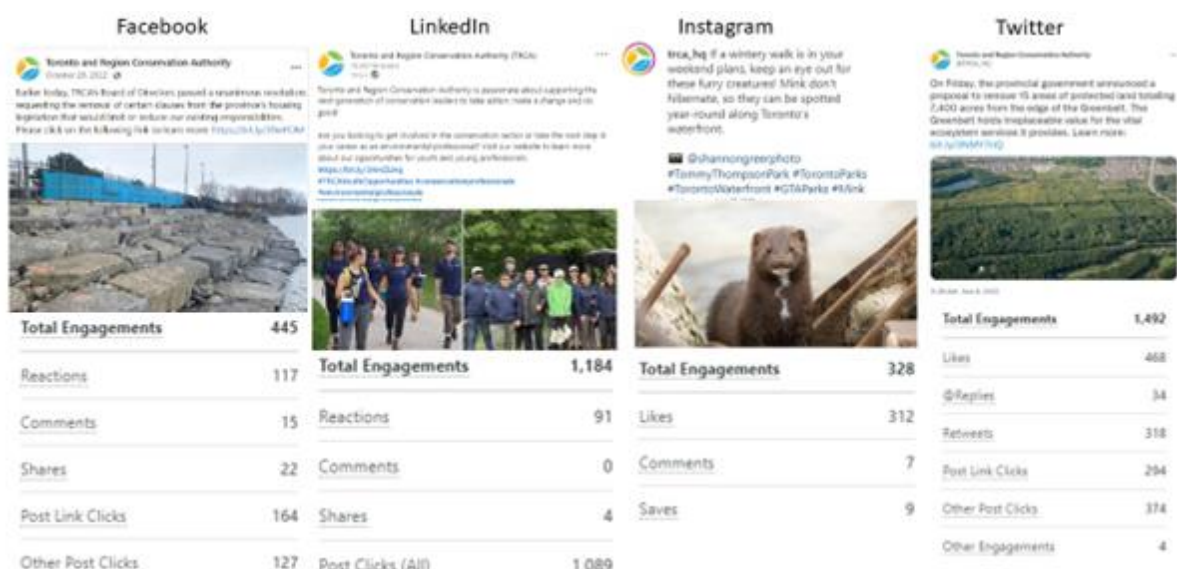 Facebook
Toronto and Region Conservation Authority
Earlier today, TRCA's Board of Directors passed a unanimous resolution
requesting the removal of certain clauses from the province's housing
legislation that would limit or reduce our existing responsibilities.
Please click on the following link to learn more:
Total Engagements 445
Reactions 117
Comments 15
Shares 22
Post Link Clicks 164
Other Post Clicks 127
LinkedIn
Toronto and Region Conservation Authority (TRCA)
Toronto and Region Conservation Authority is passionate about supporting the
next generation of conservation leaders to take action, make a change and do
good!
Are you looking to get involved in the conservation sector or take the next step in
your career as an environmental professional? Visit our website to learn more
about our opportunities for youth and young professionals.
Total Engagements 1,184
Reactions 91
Comments 0
Shares 4
Post Clicks (All) 1,089
Instagram
trca_hq If a wintery walk is in your
weekend plans, keep an eye out for
these furry creatures! Mink don't
hibernate, so they can be spotted
year-round along Toronto's
waterfront.
@shannongreerphoto
#TommyThompsonPark #TorontoParks
#TorontoWaterfront #GTAParks #Mink
Total Engagements 328
Likes 312
Comments 7
Saves 9
Twitter
Toronto and Region Conservation Authority
On Friday, the provincial government announced a
proposal to remove 15 areas of protected land totalling
7,400 acres from the edge of the Greenbelt. The
Greenbelt holds irreplaceable value for the vital
ecosystem services it provides. Learn more:
Total Engagements 1,492
Likes 468
@Replies 34
Retweets 318
Post Link Clicks 294
Other Post Clicks 374
Other Engagements 4